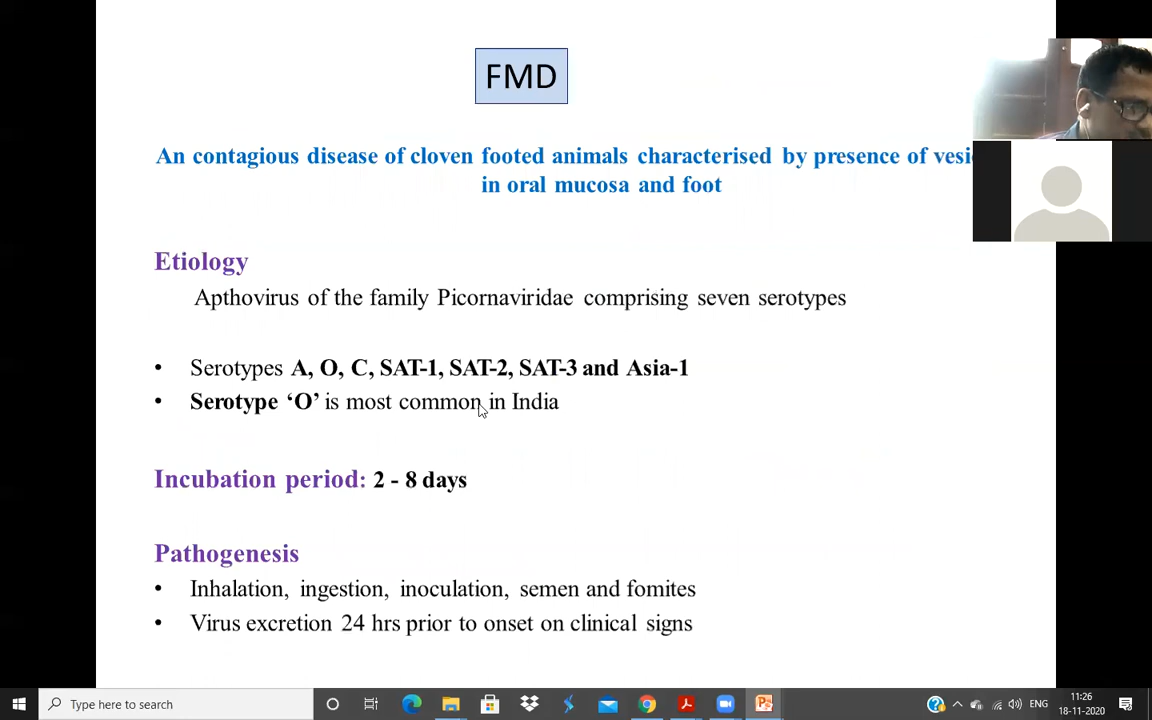 FMD
An contagious disease of cloven footed animals characterised by presence of
in oral mucosa and foot
Etiology
Apthovirus of the family Picornaviridae comprising seven serotypes
• Serotypes A, O, C, SAT-1, SAT-2, SAT-3 and Asia-1
• Serotype ‘O’ is most common in India
Incubation period: 2 - 8 days
Pathogenesis
• Inhalation, ingestion, inoculation, semen and fomites
• Virus excretion 24 hrs prior to onset on clinical signs
Type here to search
ENG
11:26
18-11-2020